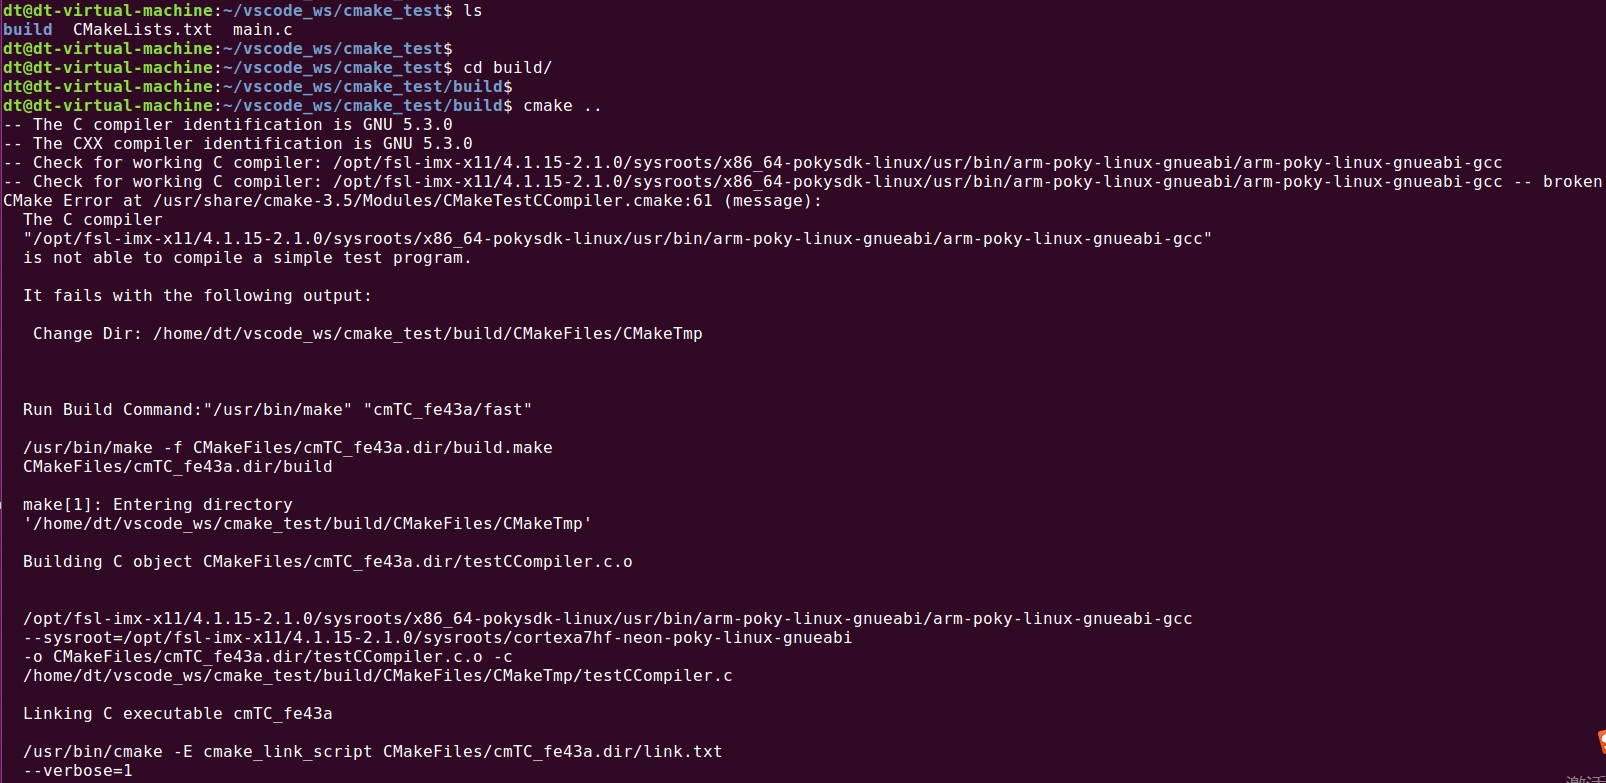 dt@dt-virtual-machine:~/vscode_ws/cmake_test$ ls
build  CMakeLists.txt  main.c
dt@dt-virtual-machine:~/vscode_ws/cmake_test$
dt@dt-virtual-machine:~/vscode_ws/cmake_test$ cd build/
dt@dt-virtual-machine:~/vscode_ws/cmake_test/build$
dt@dt-virtual-machine:~/vscode_ws/cmake_test/build$ cmake ..
-- The C compiler identification is GNU 5.3.0
-- The CXX compiler identification is GNU 5.3.0
-- Check for working C compiler: /opt/fsl-imx-x11/4.1.15-2.1.0/sysroots/x86_64-pokysdk-linux/usr/bin/arm-poky-linux-gnueabi/arm-poky-linux-gnueabi-gcc
-- Check for working C compiler: /opt/fsl-imx-x11/4.1.15-2.1.0/sysroots/x86_64-pokysdk-linux/usr/bin/arm-poky-linux-gnueabi/arm-poky-linux-gnueabi-gcc -- broken
CMake Error at /usr/share/cmake-3.5/Modules/CMakeTestCCompiler.cmake:61 (message):
  The C compiler
  "/opt/fsl-imx-x11/4.1.15-2.1.0/sysroots/x86_64-pokysdk-linux/usr/bin/arm-poky-linux-gnueabi/arm-poky-linux-gnueabi-gcc"
  is not able to compile a simple test program.
  It fails with the following output:
   Change Dir: /home/dt/vscode_ws/cmake_test/build/CMakeFiles/CMakeTmp
  Run Build Command:"/usr/bin/make" "cmTC_fe43a/fast"
  /usr/bin/make -f CMakeFiles/cmTC_fe43a.dir/build.make
  CMakeFiles/cmTC_fe43a.dir/build
  make[1]: Entering directory
  '/home/dt/vscode_ws/cmake_test/build/CMakeFiles/CMakeTmp'
  Building C object CMakeFiles/cmTC_fe43a.dir/testCCompiler.c.o
  /opt/fsl-imx-x11/4.1.15-2.1.0/sysroots/x86_64-pokysdk-linux/usr/bin/arm-poky-linux-gnueabi/arm-poky-linux-gnueabi-gcc
  --sysroot=/opt/fsl-imx-x11/4.1.15-2.1.0/sysroots/cortexa7hf-neon-poky-linux-gnueabi
  -o CMakeFiles/cmTC_fe43a.dir/testCCompiler.c.o -c
  /home/dt/vscode_ws/cmake_test/build/CMakeFiles/CMakeTmp/testCCompiler.c
  Linking C executable cmTC_fe43a
  /usr/bin/cmake -E cmake_link_script CMakeFiles/cmTC_fe43a.dir/link.txt
  --verbose=1